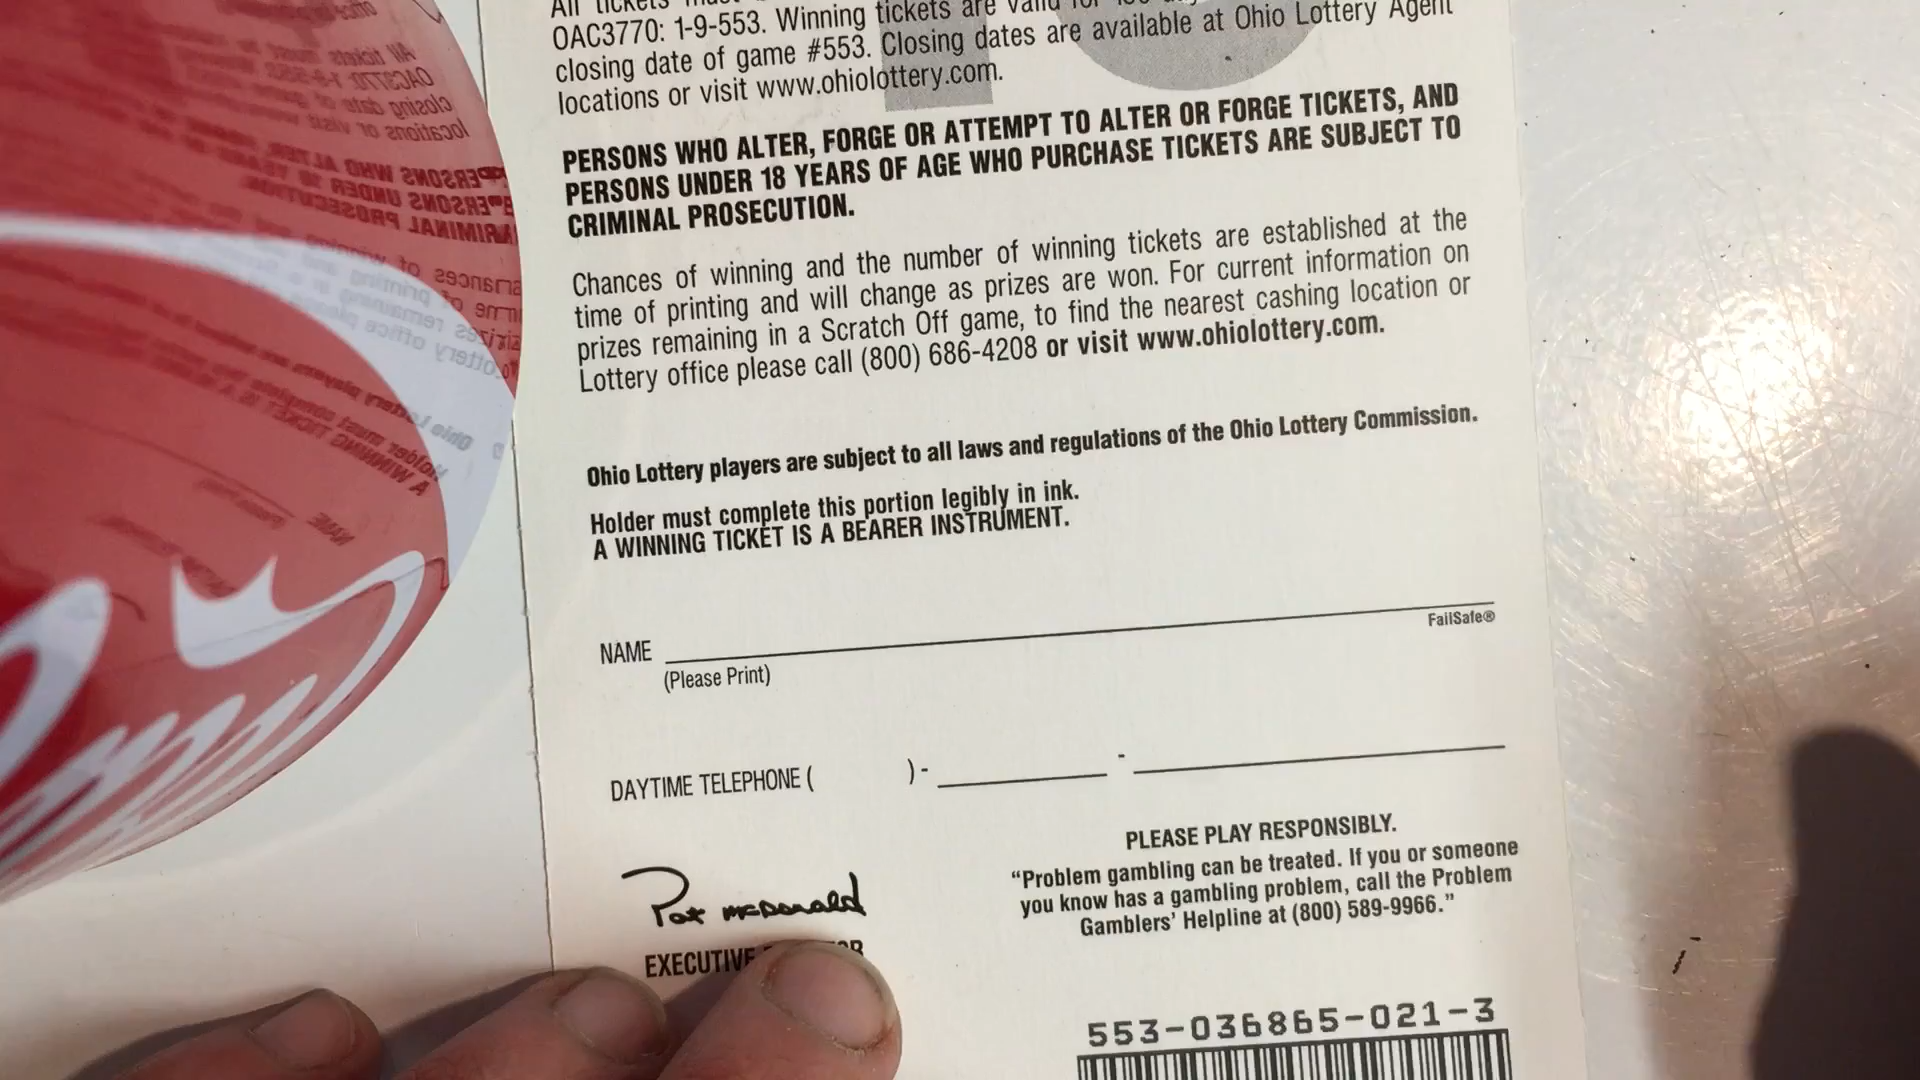 All tickets
OAC3770: 1-9-553. Winning tickets are valid for
closing date of game #553. Closing dates are available at Ohio Lottery Agent
locations or visit www.ohiolottery.com.
PERSONS WHO ALTER, FORGE OR ATTEMPT TO ALTER OR FORGE TICKETS, AND
PERSONS UNDER 18 YEARS OF AGE WHO PURCHASE TICKETS ARE SUBJECT TO
CRIMINAL PROSECUTION.
Chances of winning and the number of winning tickets are established at the
time of printing and will change as prizes are won. For current information on
prizes remaining in a Scratch Off game, to find the nearest cashing location or
Lottery office please call (800) 686-4208 or visit www.ohiolottery.com.
Ohio Lottery players are subject to all laws and regulations of the Ohio Lottery Commission.
Holder must complete this portion legibly in ink.
A WINNING TICKET IS A BEARER INSTRUMENT.
FailSafe®
NAME
(Please Print)
DAYTIME TELEPHONE ( ) - -
Pat McDonald
EXECUTIVE
PLEASE PLAY RESPONSIBLY.
“Problem gambling can be treated. If you or someone
you know has a gambling problem, call the Problem
Gamblers’ Helpline at (800) 589-9966.”
553-036865-021-3